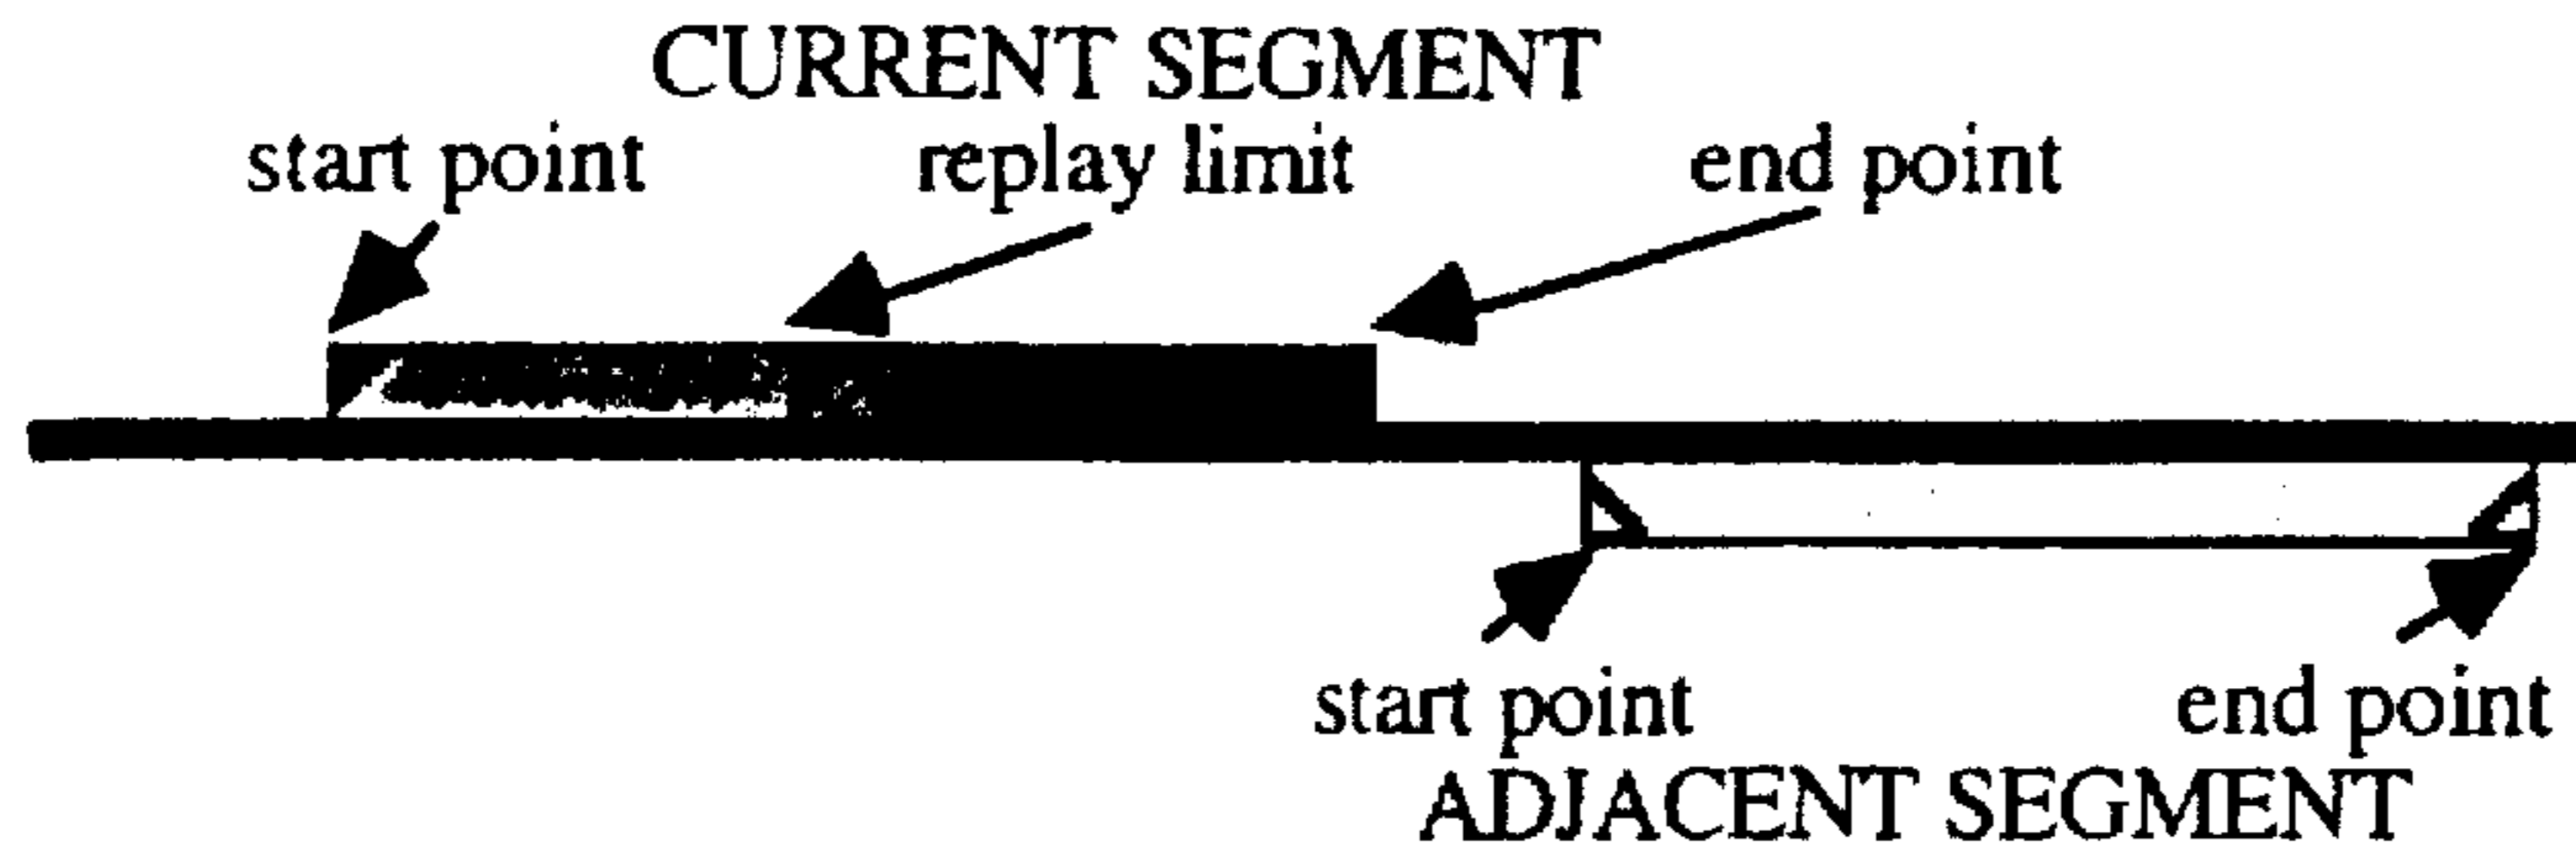 CURRENT SEGMENT
start point replay limit end point
start point end point
ADJACENT SEGMENT